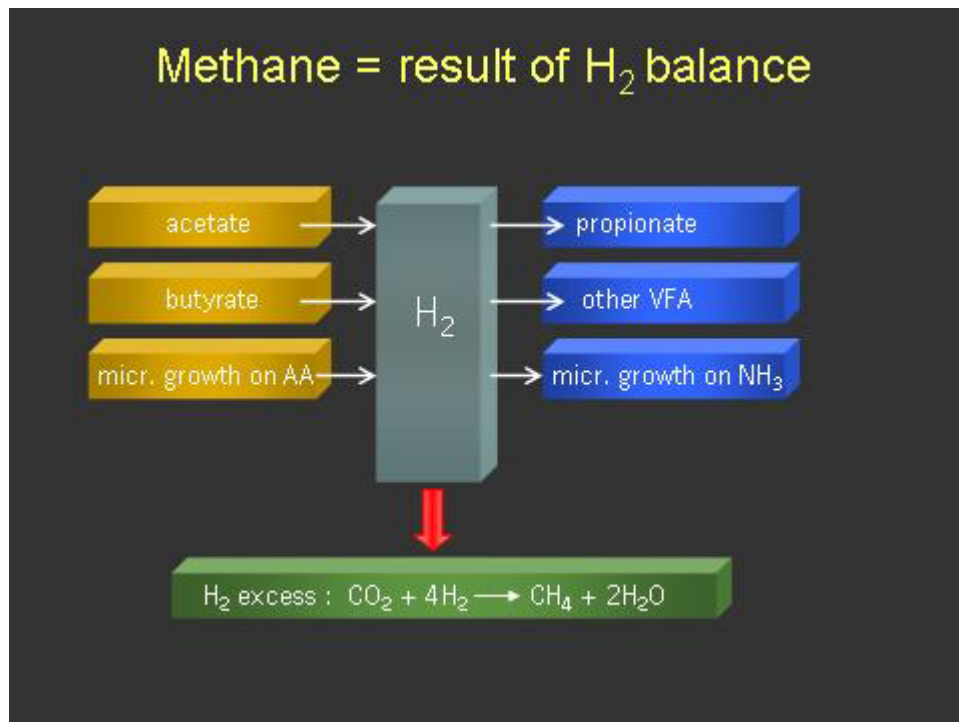 Methane = result of H₂ balance
acetate
propionate
butyrate
H₂
other VFA
micr. growth on AA
micr. growth on NH₃
H₂ excess : CO₂ + 4H₂ → CH₄ + 2H₂O